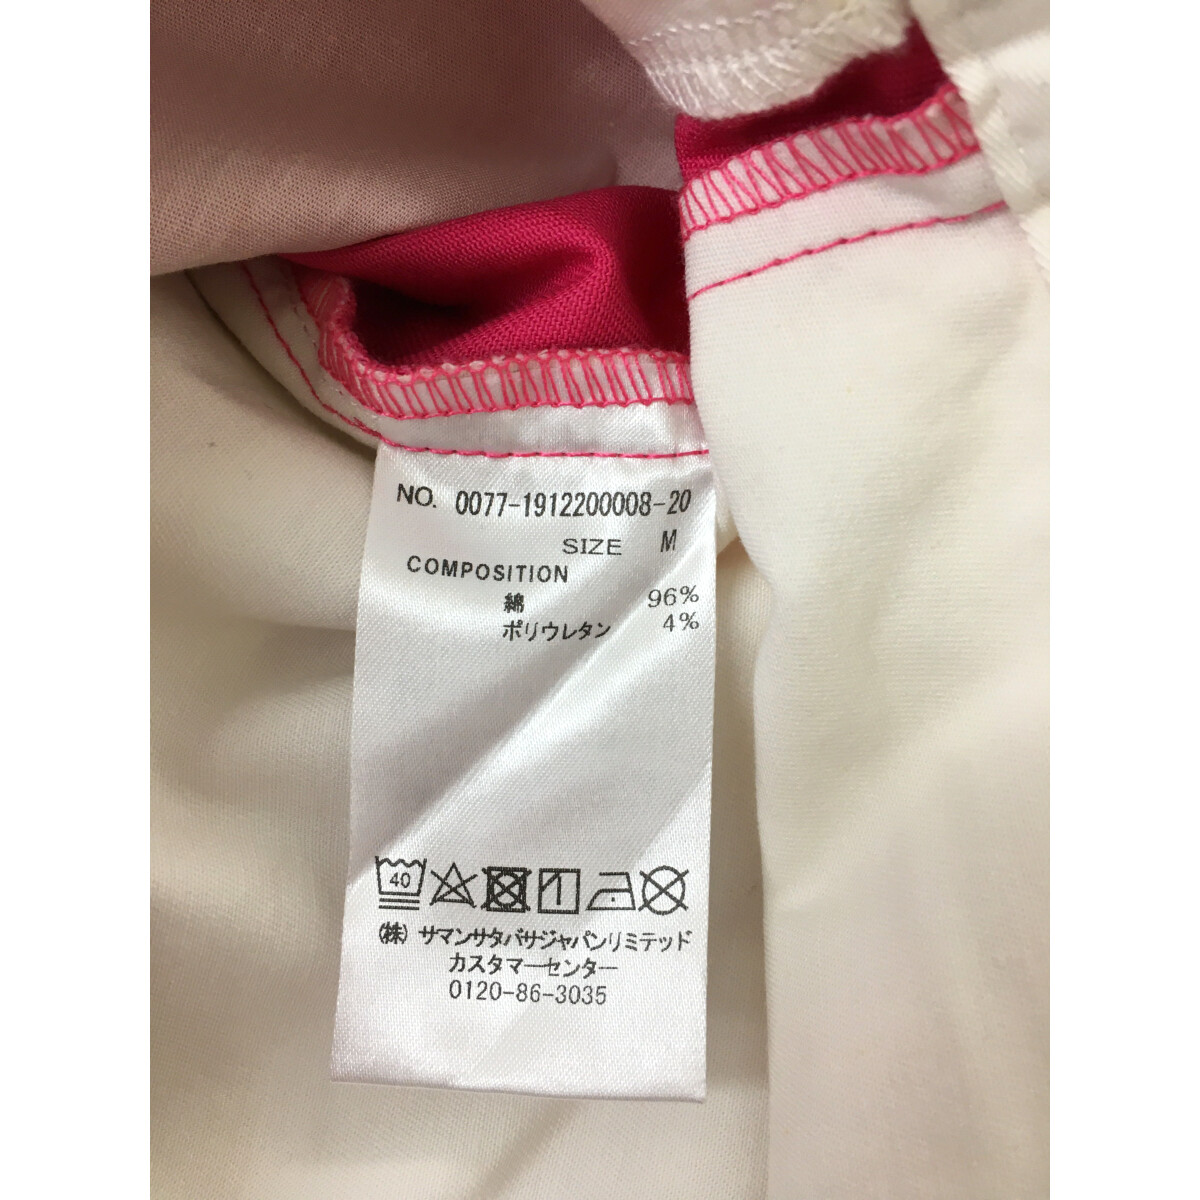 NO. 0077-1912200008-20
SIZE M
COMPOSITION
綿 96%
ポリウレタン 4%
40
(株) サマンサタバサジャパンリミテッド
カスタマーセンター
0120-86-3035